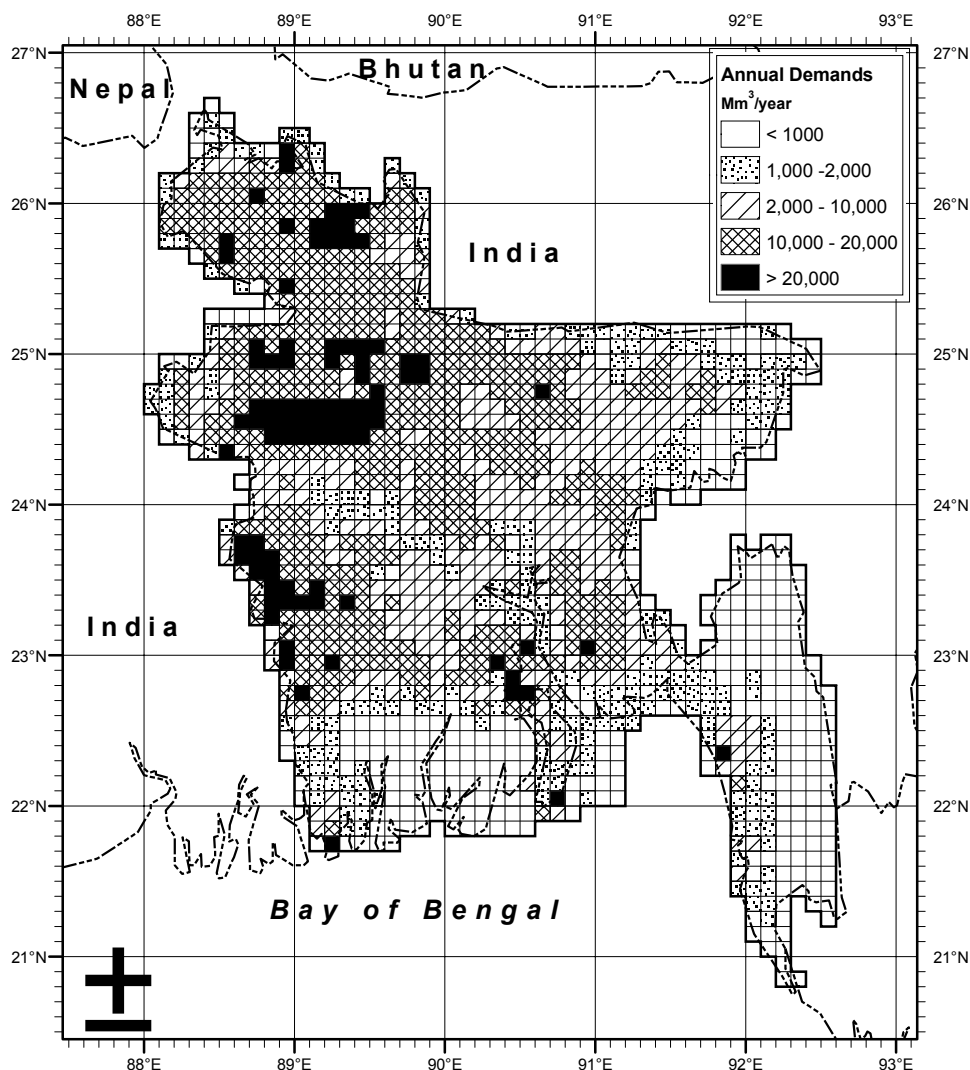 88°E 89°E 90°E 91°E 92°E 93°E
27°N 27°N
Nepal
Bhutan
Annual Demands
Mm³/year
< 1000
1,000 -2,000
2,000 - 10,000
10,000 - 20,000
> 20,000
26°N 26°N
India
25°N 25°N
24°N 24°N
India
23°N 23°N
22°N 22°N
Bay of Bengal
21°N 21°N
88°E 89°E 90°E 91°E 92°E 93°E